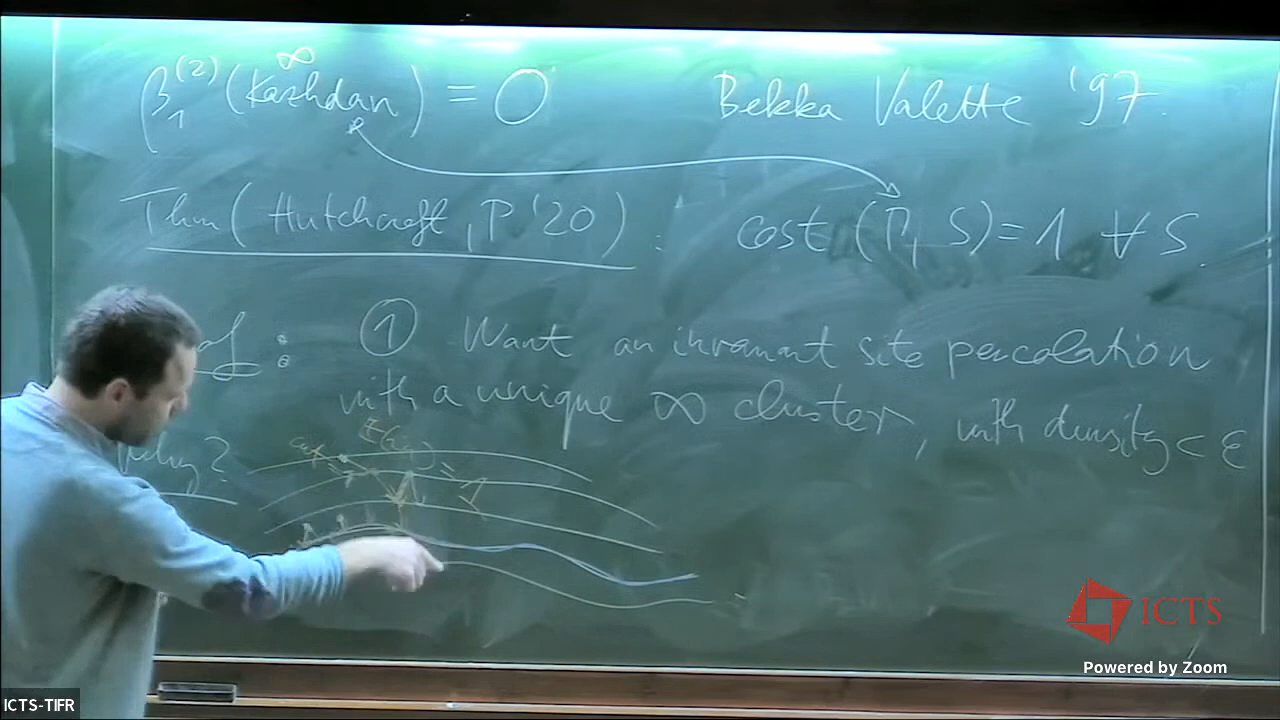 β₁⁽²⁾(Kazhdan) = 0 Bekka Valette '97.
∞
Thm (Hutchcroft, P '20) : cost(Γ, S) = 1 ∀ S.
① Want an invariant site percolation
with a unique ∞ cluster, with density < ε
why?
ICTS
Powered by Zoom
ICTS-TIFR